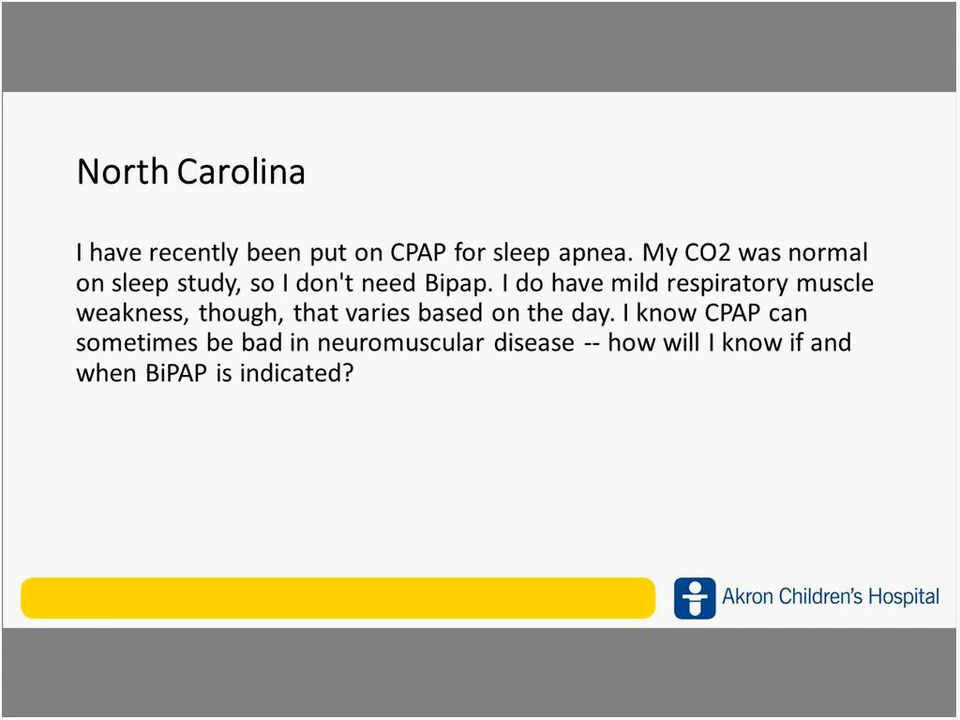 North Carolina
I have recently been put on CPAP for sleep apnea. My CO2 was normal
on sleep study, so I don't need Bipap. I do have mild respiratory muscle
weakness, though, that varies based on the day. I know CPAP can
sometimes be bad in neuromuscular disease -- how will I know if and
when BiPAP is indicated?
Akron Children's Hospital